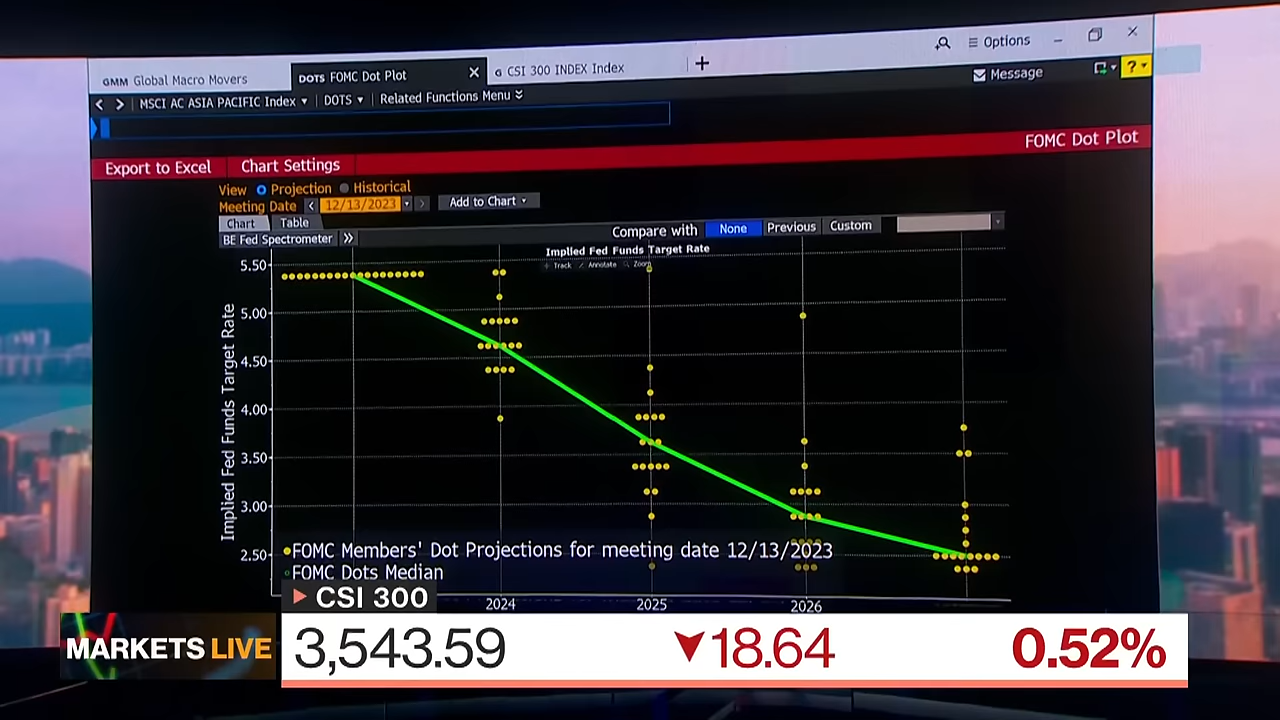 GMM Global Macro Movers
DOTS FOMC Dot Plot
G CSI 300 INDEX Index
Options
MSCI AC ASIA PACIFIC Index
DOTS
Related Functions Menu
Message
?
Export to Excel
Chart Settings
FOMC Dot Plot
View Projection Historical
Meeting Date 12/13/2023
Add to Chart
Chart Table
Compare with None Previous Custom
BE Fed Spectrometer
Implied Fed Funds Target Rate
Track Annotate Zoom
Implied Fed Funds Target Rate
5.50
5.00
4.50
4.00
3.50
3.00
2.50
FOMC Members' Dot Projections for meeting date 12/13/2023
FOMC Dots Median
2024 2025 2026
CSI 300
MARKETS LIVE
3,543.59 18.64 0.52%